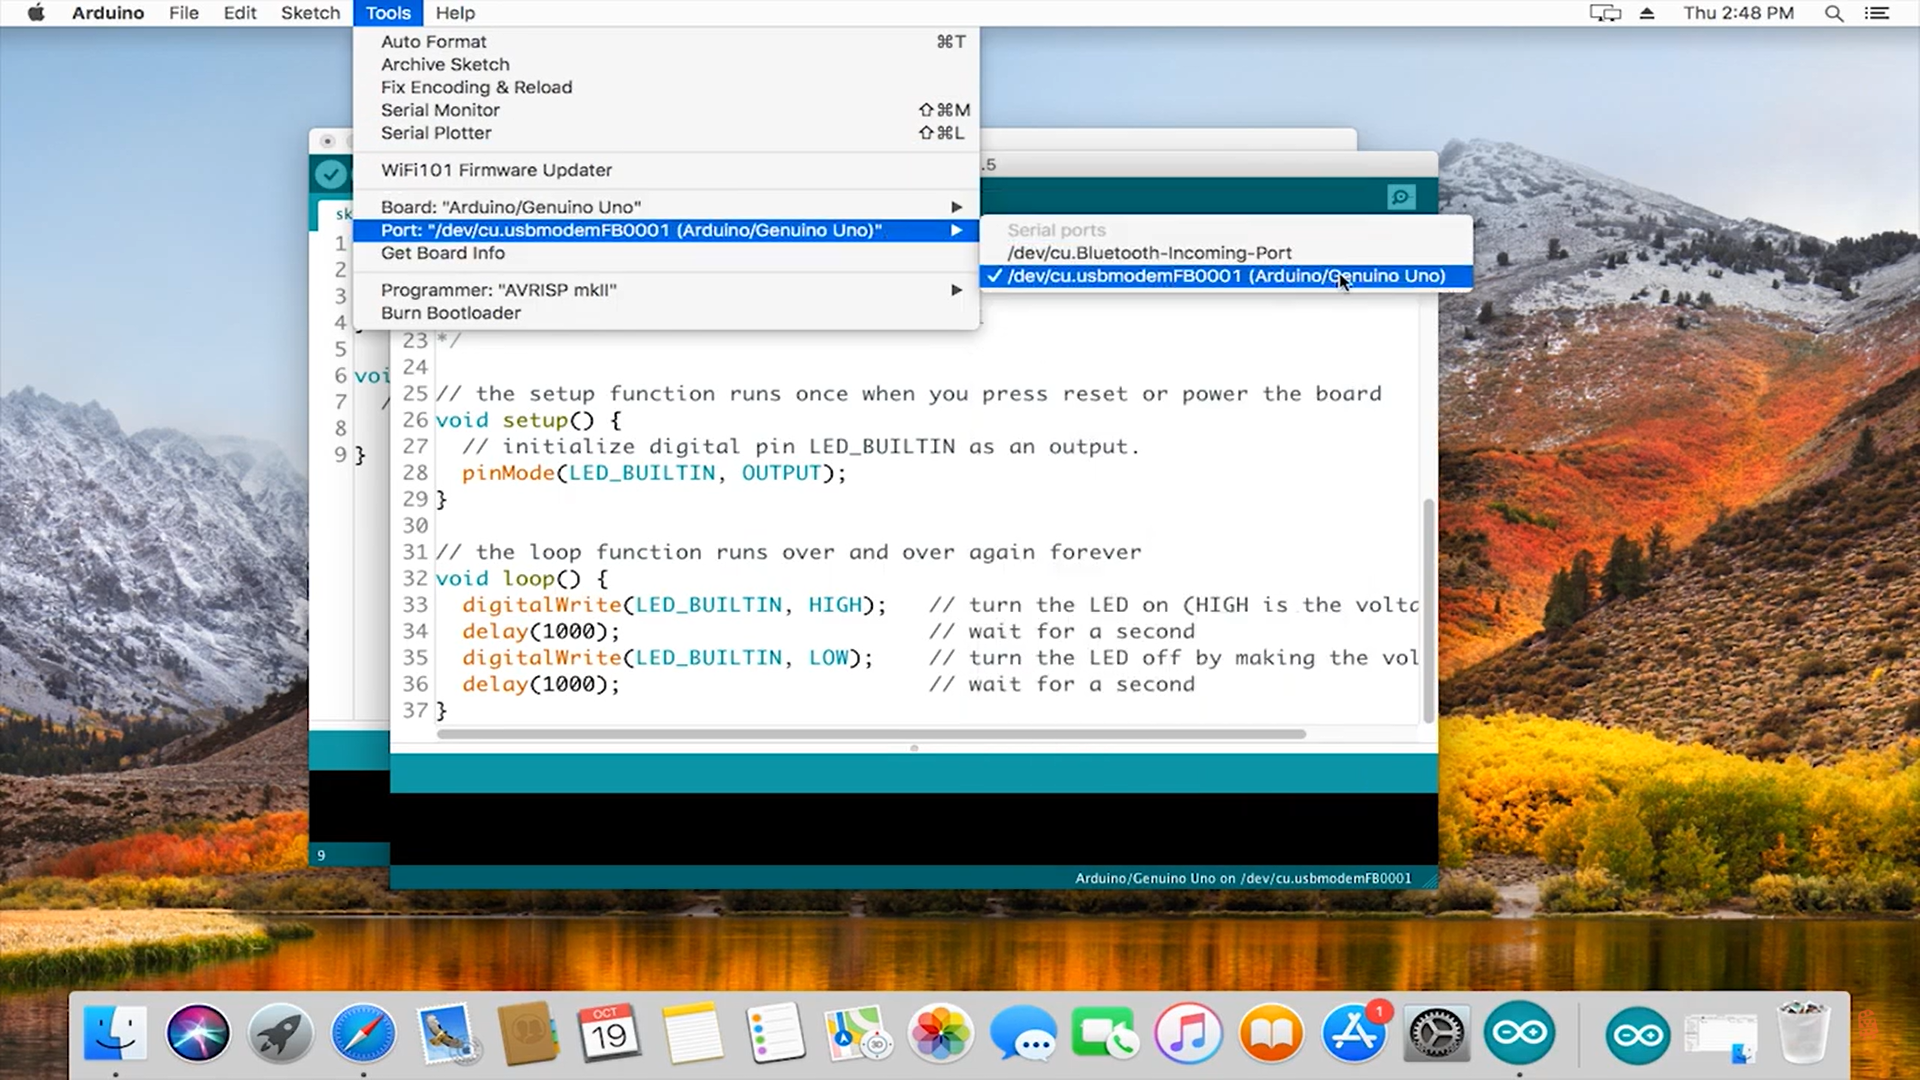 Arduino File Edit Sketch Tools Help Thu 2:48 PM
Auto Format ⌘T
Archive Sketch
Fix Encoding & Reload
Serial Monitor ⇧⌘M
Serial Plotter ⇧⌘L
WiFi101 Firmware Updater
Board: "Arduino/Genuino Uno"
Port: "/dev/cu.usbmodemFB0001 (Arduino/Genuino Uno)"
Get Board Info
Programmer: "AVRISP mkII"
Burn Bootloader
Serial ports
/dev/cu.Bluetooth-Incoming-Port
✓ /dev/cu.usbmodemFB0001 (Arduino/Genuino Uno)
.5
sk
1
2
3
4
5
6 voi
7 /
8
9 }
23 */
24
25 // the setup function runs once when you press reset or power the board
26 void setup() {
27 // initialize digital pin LED_BUILTIN as an output.
28 pinMode(LED_BUILTIN, OUTPUT);
29 }
30
31 // the loop function runs over and over again forever
32 void loop() {
33 digitalWrite(LED_BUILTIN, HIGH); // turn the LED on (HIGH is the volta
34 delay(1000); // wait for a second
35 digitalWrite(LED_BUILTIN, LOW); // turn the LED off by making the vol
36 delay(1000); // wait for a second
37 }
9
Arduino/Genuino Uno on /dev/cu.usbmodemFB0001
OCT
19
3D
1